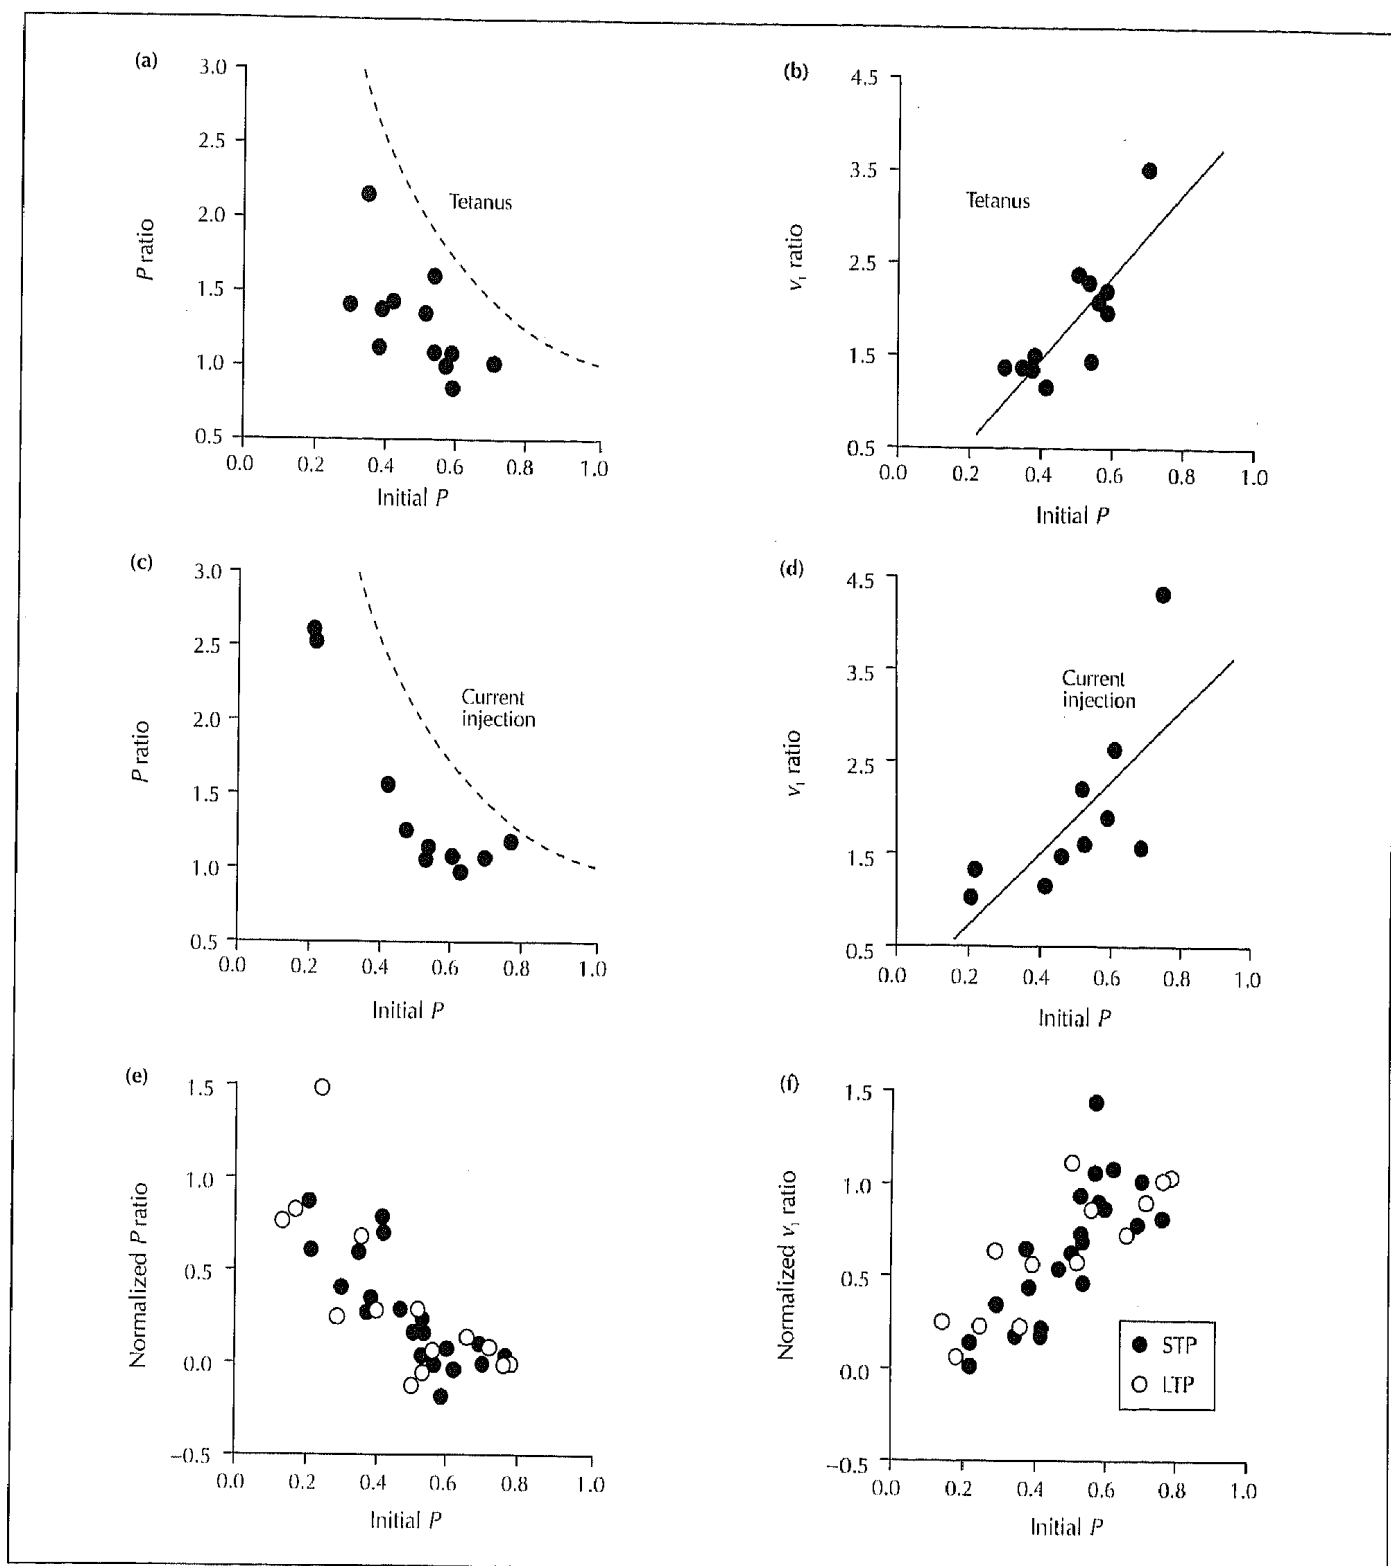 (a)
3.0
2.5
2.0
1.5
1.0
0.5
P ratio
Tetanus
0.0 0.2 0.4 0.6 0.8 1.0
Initial P
(b)
4.5
3.5
2.5
1.5
0.5
v₁ ratio
Tetanus
0.0 0.2 0.4 0.6 0.8 1.0
Initial P
(c)
3.0
2.5
2.0
1.5
1.0
0.5
P ratio
Current
injection
0.0 0.2 0.4 0.6 0.8 1.0
Initial P
(d)
4.5
3.5
2.5
1.5
0.5
v₁ ratio
Current
injection
0.0 0.2 0.4 0.6 0.8 1.0
Initial P
(e)
1.5
1.0
0.5
0.0
–0.5
Normalized P ratio
0.0 0.2 0.4 0.6 0.8 1.0
Initial P
(f)
1.5
1.0
0.5
0.0
–0.5
Normalized v₁ ratio
STP
LTP
0.0 0.2 0.4 0.6 0.8 1.0
Initial P